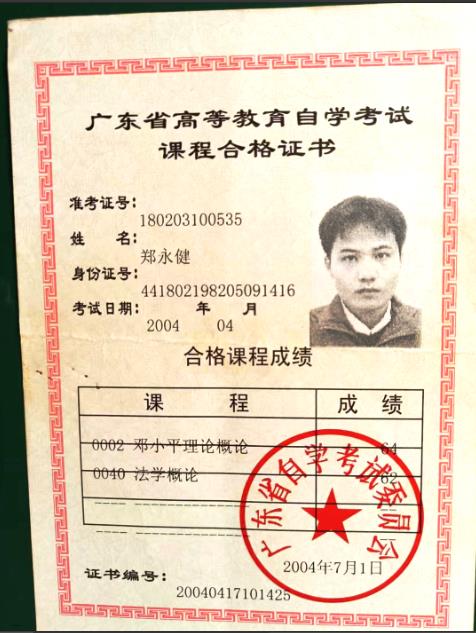 广东省高等教育自学考试
课程合格证书
准考证号：
180203100535
姓 名：
郑永健
身份证号：
441802198205091416
考试日期： 年 月
2004 04
合格课程成绩
课 程 成 绩
0002 邓小平理论概论 64
0040 法学概论 62
广东省自学考试委员会
2004年7月1日
证书编号：
20040417101425